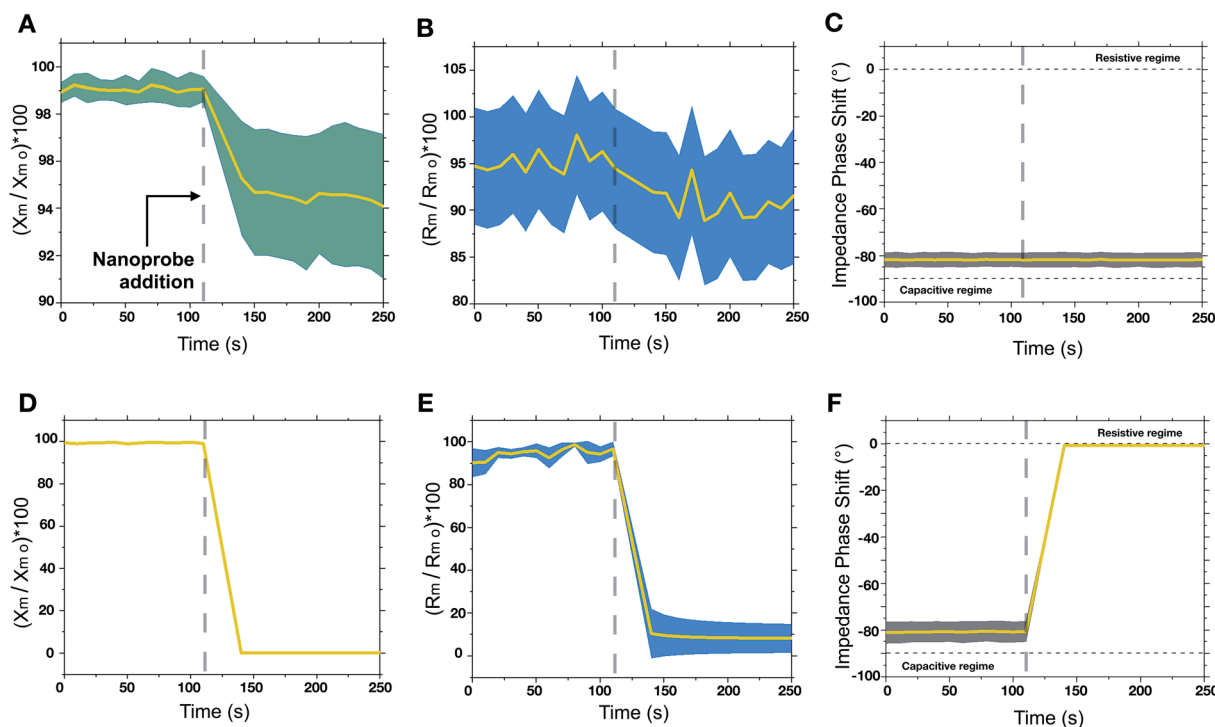 A
(Xm / Xm o)*100
100
98
96
94
92
90
Nanoprobe
addition
0 50 100 150 200 250
Time (s)
B
(Rm / Rm o)*100
105
100
95
90
85
80
0 50 100 150 200 250
Time (s)
C
Impedance Phase Shift (°)
0
-20
-40
-60
-80
-100
Resistive regime
Capacitive regime
0 50 100 150 200 250
Time (s)
D
(Xm / Xm o)*100
100
80
60
40
20
0
0 50 100 150 200 250
Time (s)
E
(Rm / Rm o)*100
100
80
60
40
20
0
0 50 100 150 200 250
Time (s)
F
Impedance Phase Shift (°)
0
-20
-40
-60
-80
-100
Resistive regime
Capacitive regime
0 50 100 150 200 250
Time (s)